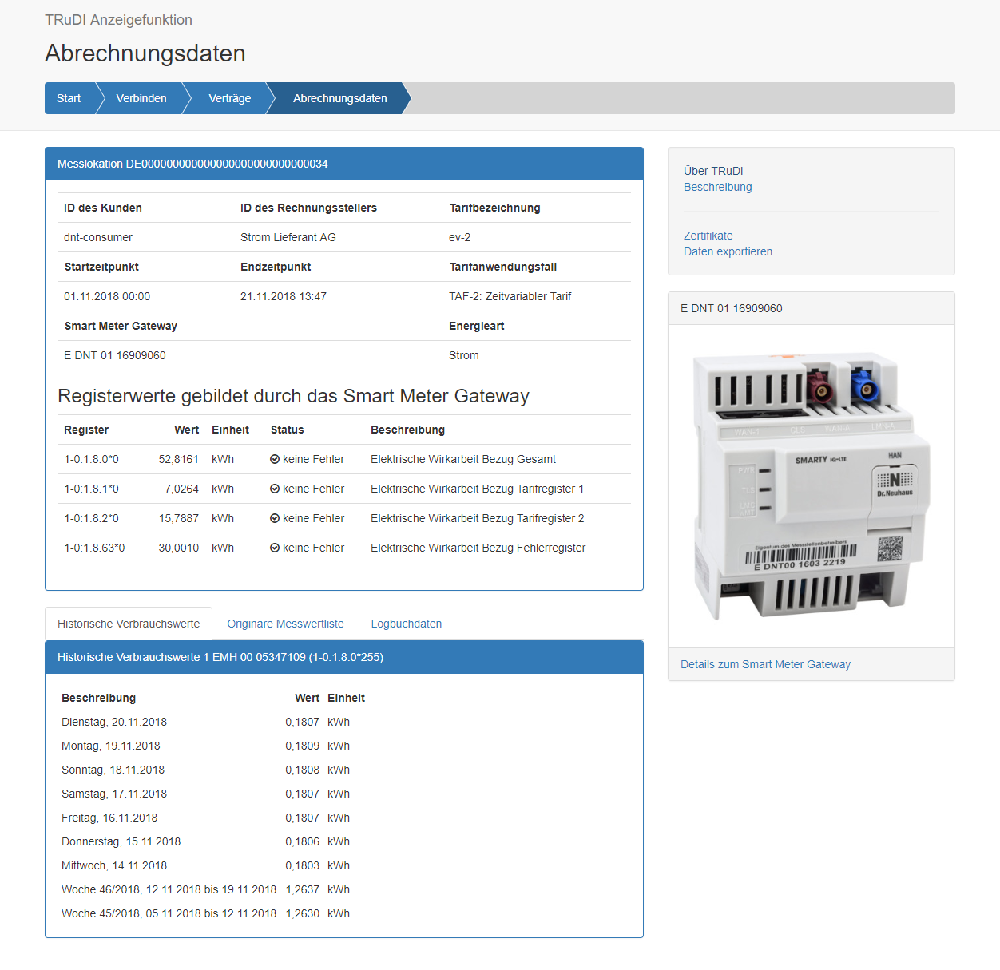 TRuDI Anzeigefunktion
Abrechnungsdaten
Start Verbinden Verträge Abrechnungsdaten
Messlokation DE0000000000000000000000000000034
ID des Kunden ID des Rechnungsstellers Tarifbezeichnung
dnt-consumer Strom Lieferant AG ev-2
Startzeitpunkt Endzeitpunkt Tarifanwendungsfall
01.11.2018 00:00 21.11.2018 13:47 TAF-2: Zeitvariabler Tarif
Smart Meter Gateway Energieart
E DNT 01 16909060 Strom
Registerwerte gebildet durch das Smart Meter Gateway
Register Wert Einheit Status Beschreibung
1-0:1.8.0*0 52,8161 kWh keine Fehler Elektrische Wirkarbeit Bezug Gesamt
1-0:1.8.1*0 7,0264 kWh keine Fehler Elektrische Wirkarbeit Bezug Tarifregister 1
1-0:1.8.2*0 15,7887 kWh keine Fehler Elektrische Wirkarbeit Bezug Tarifregister 2
1-0:1.8.63*0 30,0010 kWh keine Fehler Elektrische Wirkarbeit Bezug Fehlerregister
Historische Verbrauchswerte Originäre Messwertliste Logbuchdaten
Historische Verbrauchswerte 1 EMH 00 05347109 (1-0:1.8.0*255)
Beschreibung Wert Einheit
Dienstag, 20.11.2018 0,1807 kWh
Montag, 19.11.2018 0,1809 kWh
Sonntag, 18.11.2018 0,1808 kWh
Samstag, 17.11.2018 0,1807 kWh
Freitag, 16.11.2018 0,1807 kWh
Donnerstag, 15.11.2018 0,1806 kWh
Mittwoch, 14.11.2018 0,1803 kWh
Woche 46/2018, 12.11.2018 bis 19.11.2018 1,2637 kWh
Woche 45/2018, 05.11.2018 bis 12.11.2018 1,2630 kWh
Über TRuDI
Beschreibung
Zertifikate
Daten exportieren
E DNT 01 16909060
WAN-1 CLS WAN-A LMN-A
SMARTY IQ-LTE HAN
PWR
TLS
N
Dr.Neuhaus
Eigentum des Messstellenbetreibers
E DNT00 1603 2219
Details zum Smart Meter Gateway